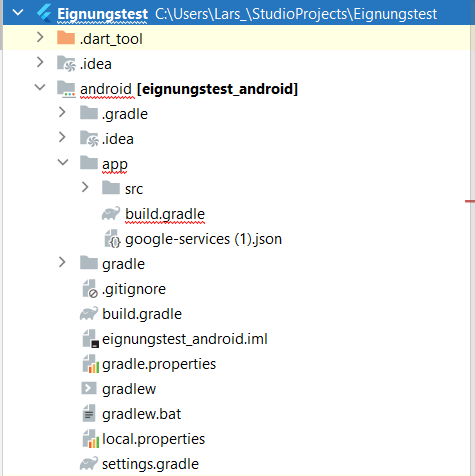 Eignungstest C:\Users\Lars_\StudioProjects\Eignungstest
.dart_tool
.idea
android [eignungstest_android]
.gradle
.idea
app
src
build.gradle
google-services (1).json
gradle
.gitignore
build.gradle
eignungstest_android.iml
gradle.properties
gradlew
gradlew.bat
local.properties
settings.gradle